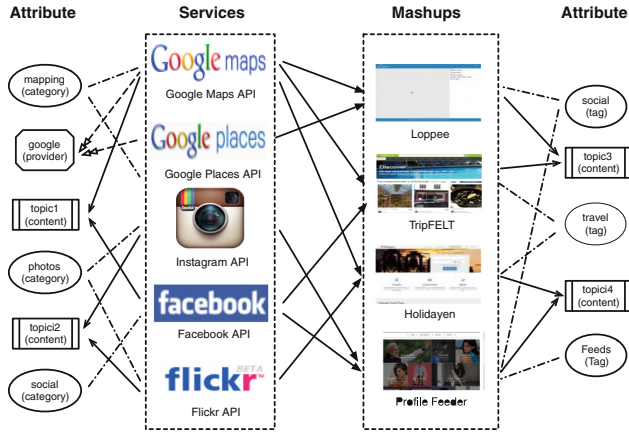 Attribute
Services
Mashups
Attribute
mapping
(category)
google
(provider)
topic1
(content)
photos
(category)
topici2
(content)
social
(category)
Google maps
Google Maps API
Google places
Google Places API
Instagram API
facebook
Facebook API
BETA
flickr
Flickr API
Loppee
Discover
TripFELT
Holidayen
Profile Feeder
social
(tag)
topic3
(content)
travel
(tag)
topici4
(content)
Feeds
(Tag)